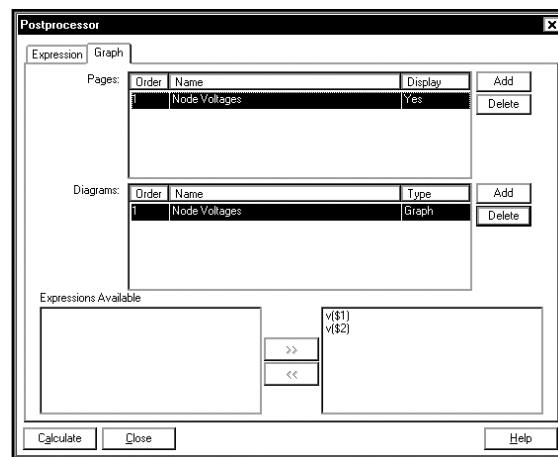 Postprocessor
Expression Graph
Pages:
Order Name Display
1 Node Voltages Yes
Add
Delete
Diagrams:
Order Name Type
1 Node Voltages Graph
Add
Delete
Expressions Available
v($1)
v($2)
>>
<<
Calculate Close Help